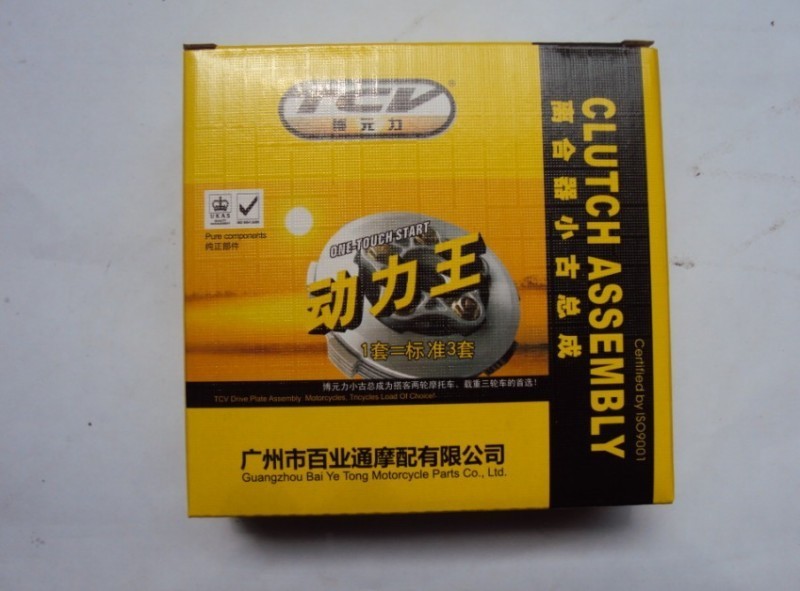 TCV®
博元力
UKAS
Pure components
纯正部件
ONE-TOUCH START
动力王
1套=标准3套
博元力小古总成为搭客两轮摩托车、载重三轮车的首选!
TCV Drive Plate Assembly, Motorcycles, Tricycles Load Of Choice!
广州市百业通摩配有限公司
Guangzhou Bai Ye Tong Motorcycle Parts Co., Ltd.
CLUTCH ASSEMBLY
离合器小古总成
Certified by ISO9001